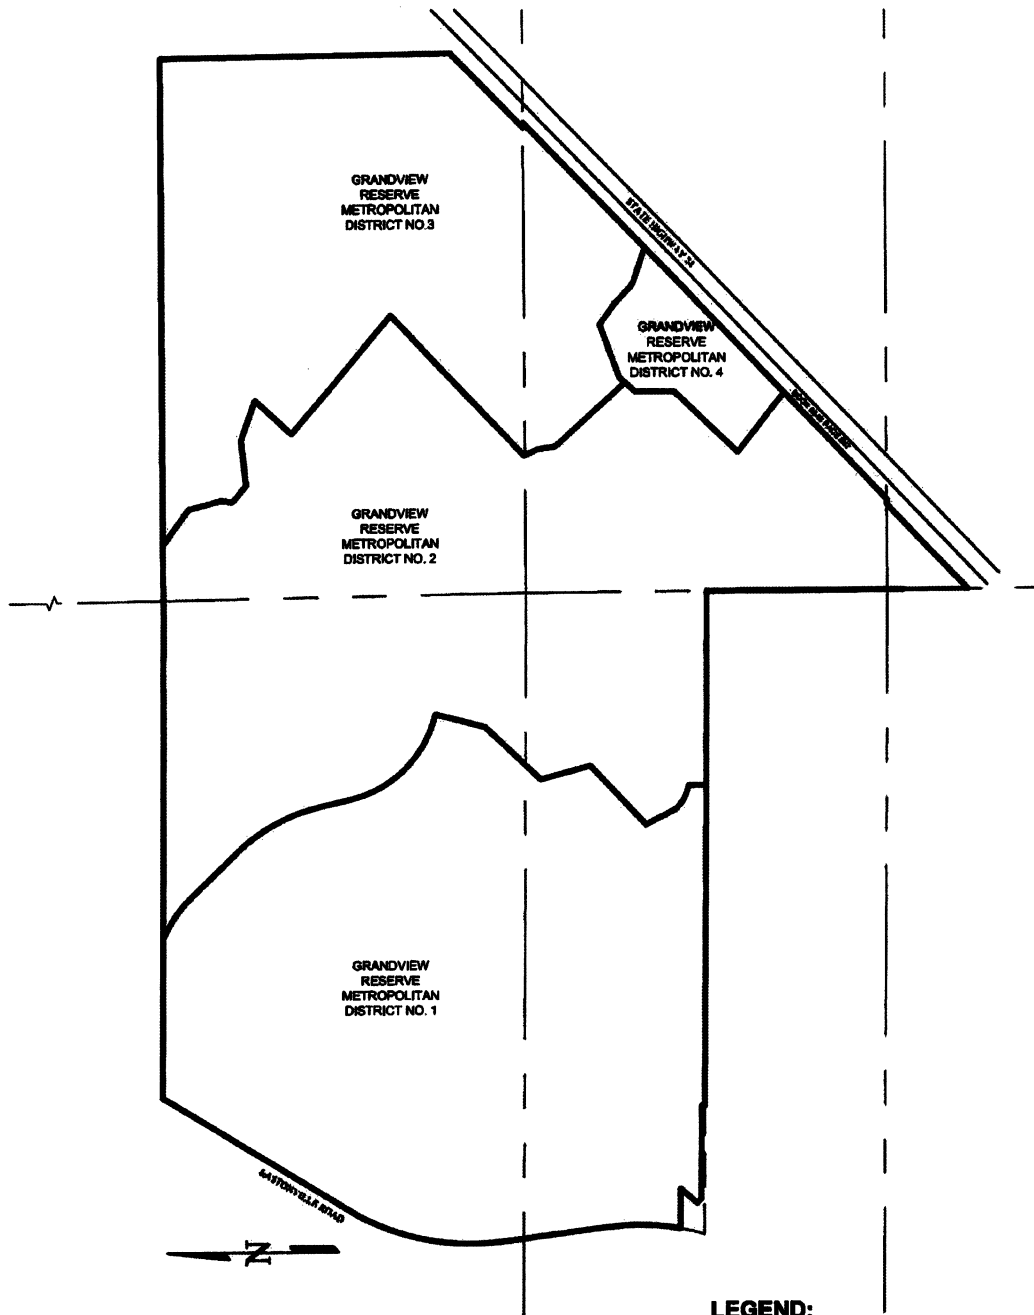 GRANDVIEW
RESERVE
METROPOLITAN
DISTRICT NO.3
STATE HIGHWAY 24
GRANDVIEW
RESERVE
METROPOLITAN
DISTRICT NO. 4
GRANDVIEW
RESERVE
METROPOLITAN
DISTRICT NO. 2
GRANDVIEW
RESERVE
METROPOLITAN
DISTRICT NO. 1
EASTONVILLE ROAD
N
LEGEND: